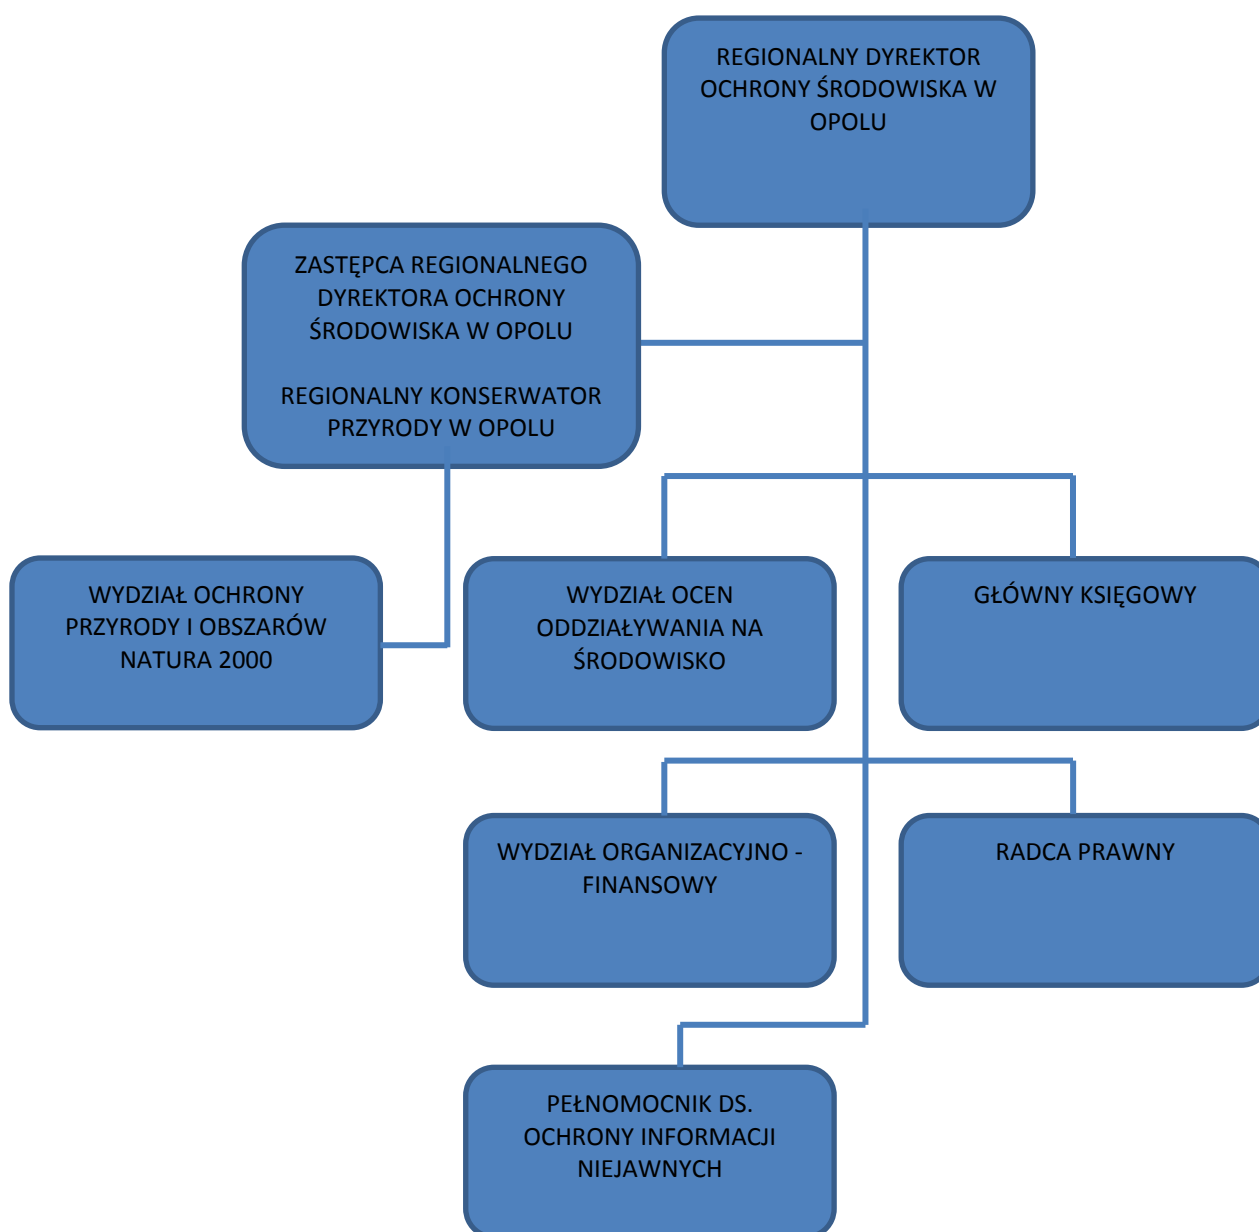 REGIONALNY DYREKTOR
OCHRONY ŚRODOWISKA W
OPOLU
ZASTĘPCA REGIONALNEGO
DYREKTORA OCHRONY
ŚRODOWISKA W OPOLU
REGIONALNY KONSERWATOR
PRZYRODY W OPOLU
WYDZIAŁ OCHRONY
PRZYRODY I OBSZARÓW
NATURA 2000
WYDZIAŁ OCEN
ODDZIAŁYWANIA NA
ŚRODOWISKO
GŁÓWNY KSIĘGOWY
WYDZIAŁ ORGANIZACYJNO -
FINANSOWY
RADCA PRAWNY
PEŁNOMOCNIK DS.
OCHRONY INFORMACJI
NIEJAWNYCH